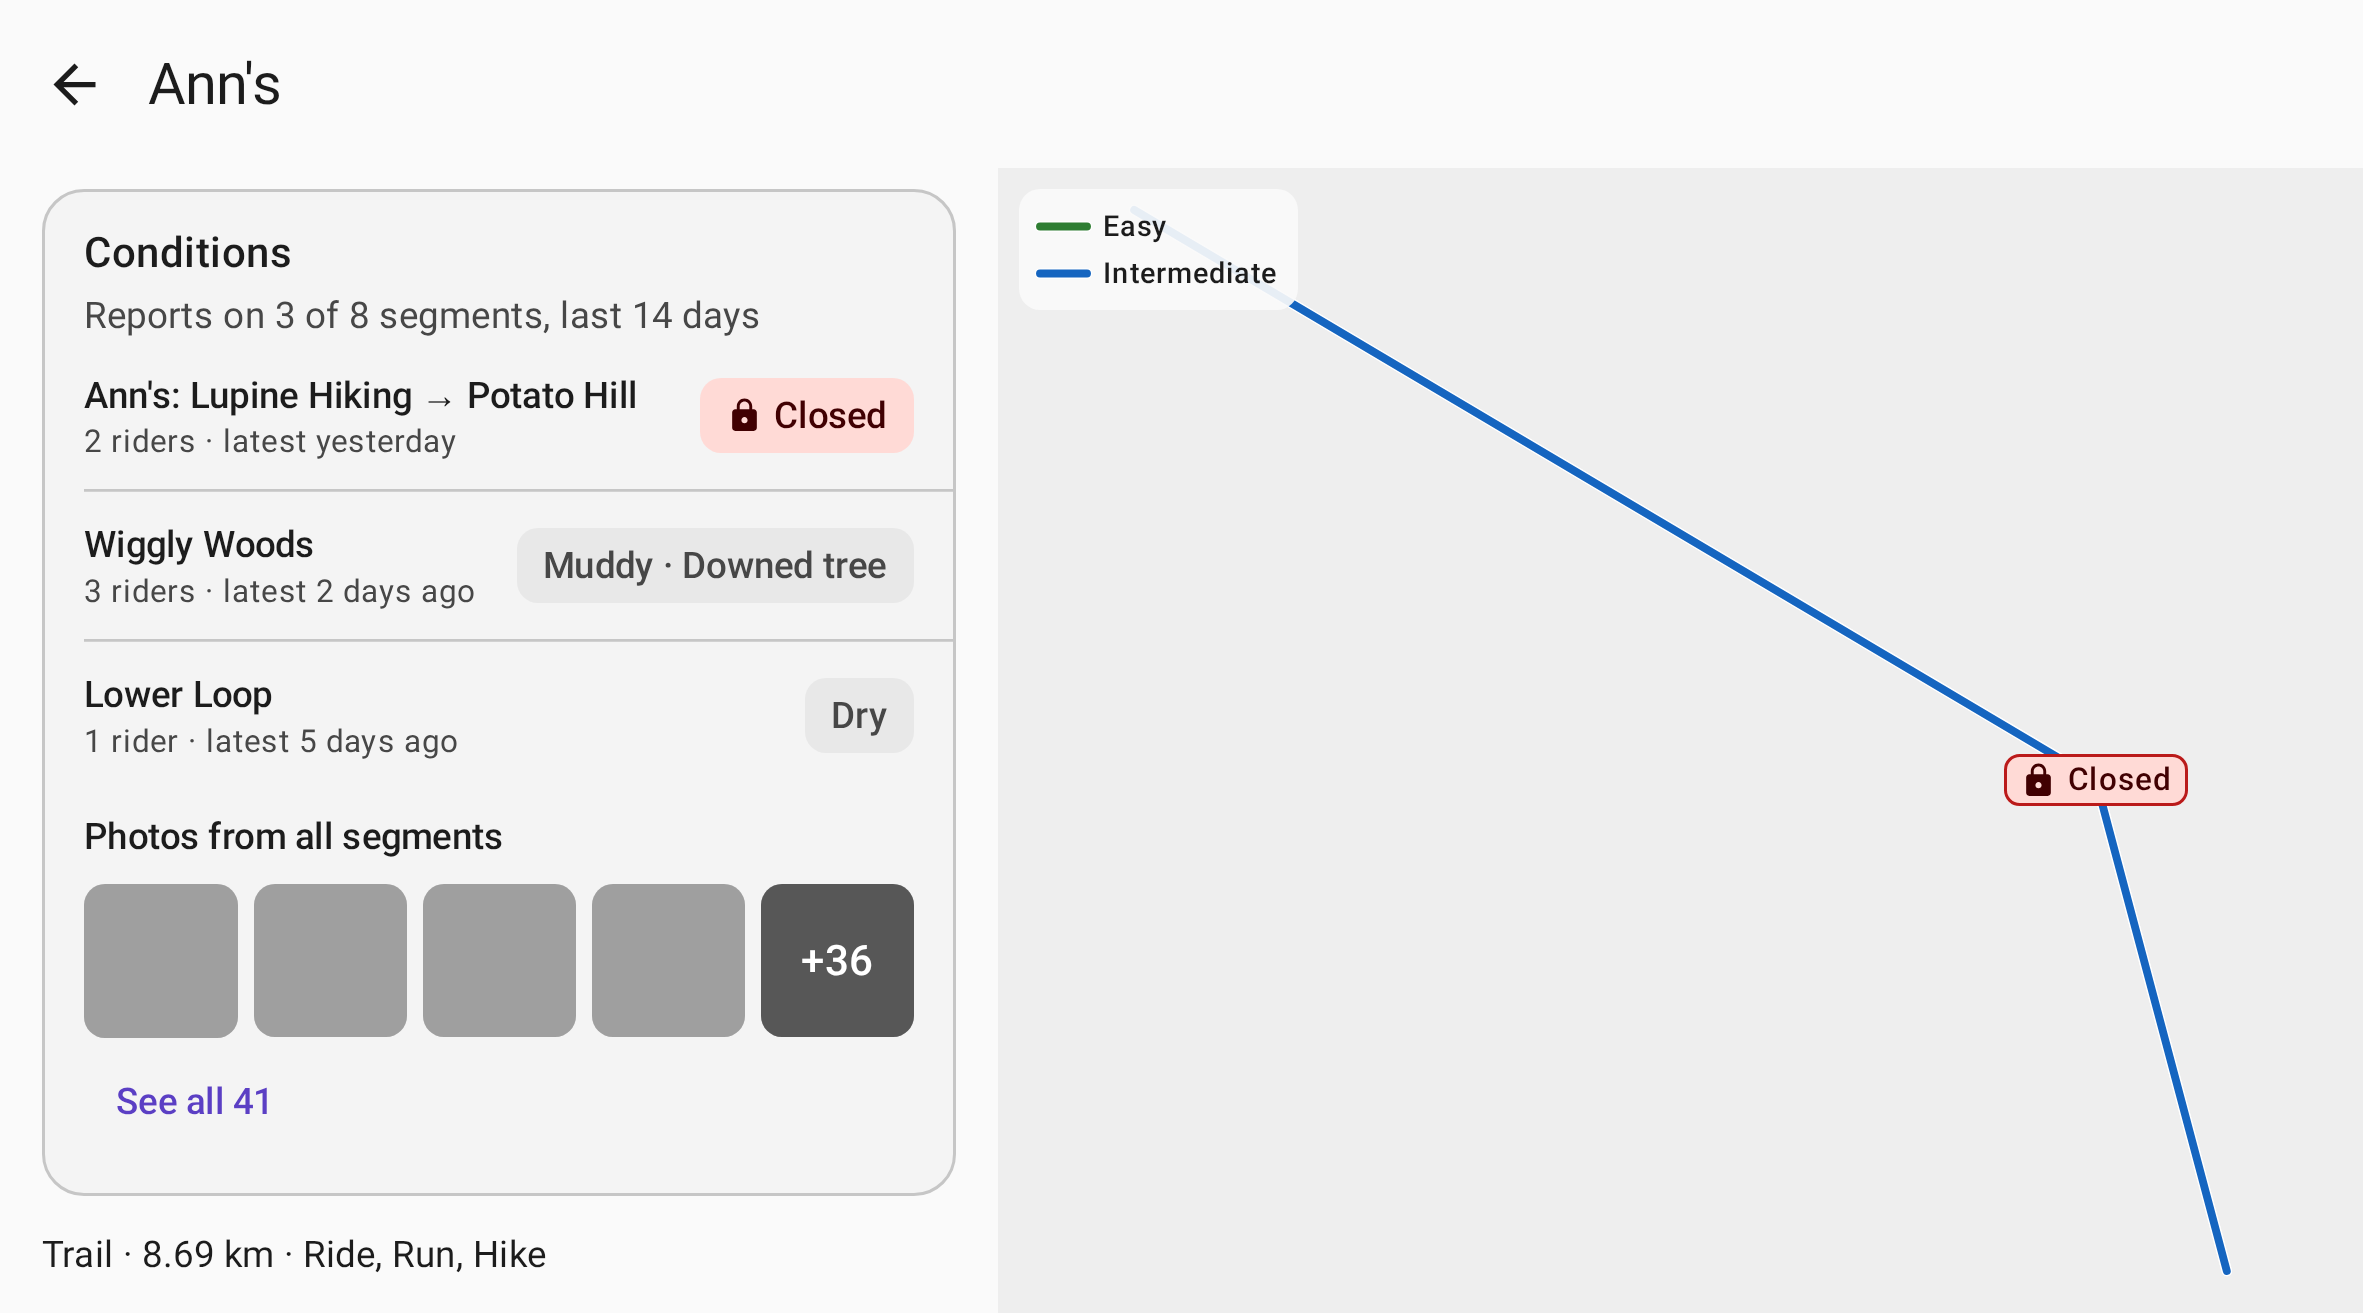 Ann's
Conditions
Reports on 3 of 8 segments, last 14 days
Ann's: Lupine Hiking → Potato Hill
2 riders · latest yesterday
Closed
Wiggly Woods
3 riders · latest 2 days ago
Muddy · Downed tree
Lower Loop
1 rider · latest 5 days ago
Dry
Photos from all segments
+36
See all 41
Trail · 8.69 km · Ride, Run, Hike
Easy
Intermediate
Closed